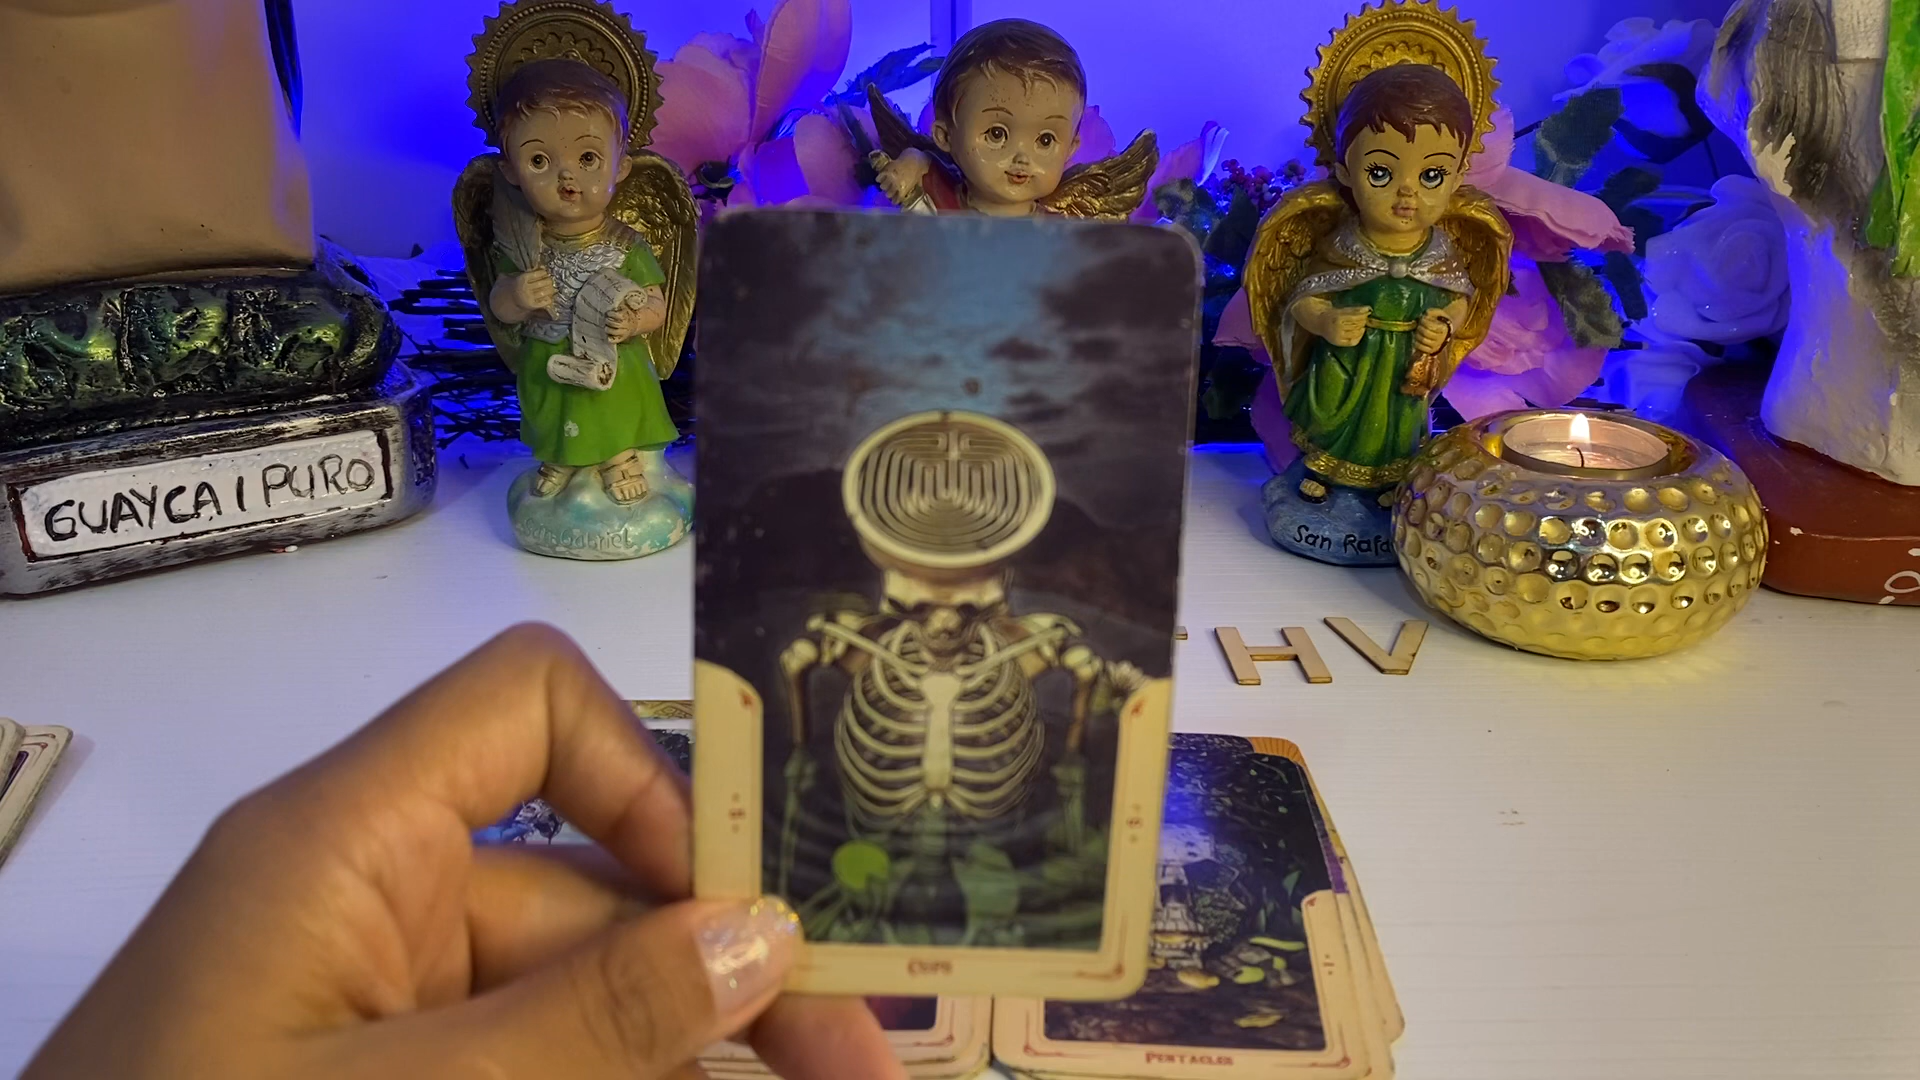 GUAYCAIPURO
San Gabriel
San Rafa
HV
CUPS
PENTACLES